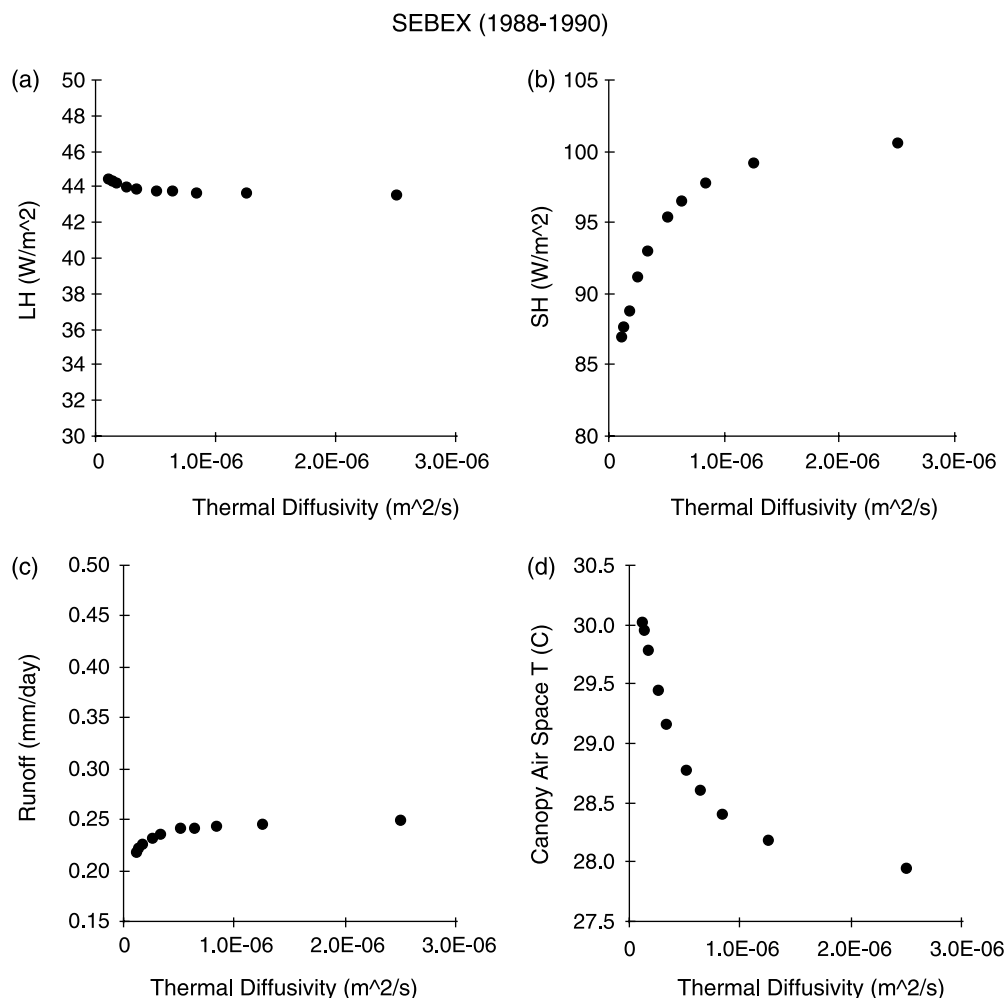 SEBEX (1988-1990)
(a)
50
48
46
44
42
40
38
36
34
32
30
LH (W/m^2)
0
1.0E-06
2.0E-06
3.0E-06
Thermal Diffusivity (m^2/s)
(b)
105
100
95
90
85
80
SH (W/m^2)
0
1.0E-06
2.0E-06
3.0E-06
Thermal Diffusivity (m^2/s)
(c)
0.50
0.45
0.40
0.35
0.30
0.25
0.20
0.15
Runoff (mm/day)
0
1.0E-06
2.0E-06
3.0E-06
Thermal Diffusivity (m^2/s)
(d)
30.5
30.0
29.5
29.0
28.5
28.0
27.5
Canopy Air Space T (C)
0
1.0E-06
2.0E-06
3.0E-06
Thermal Diffusivity (m^2/s)